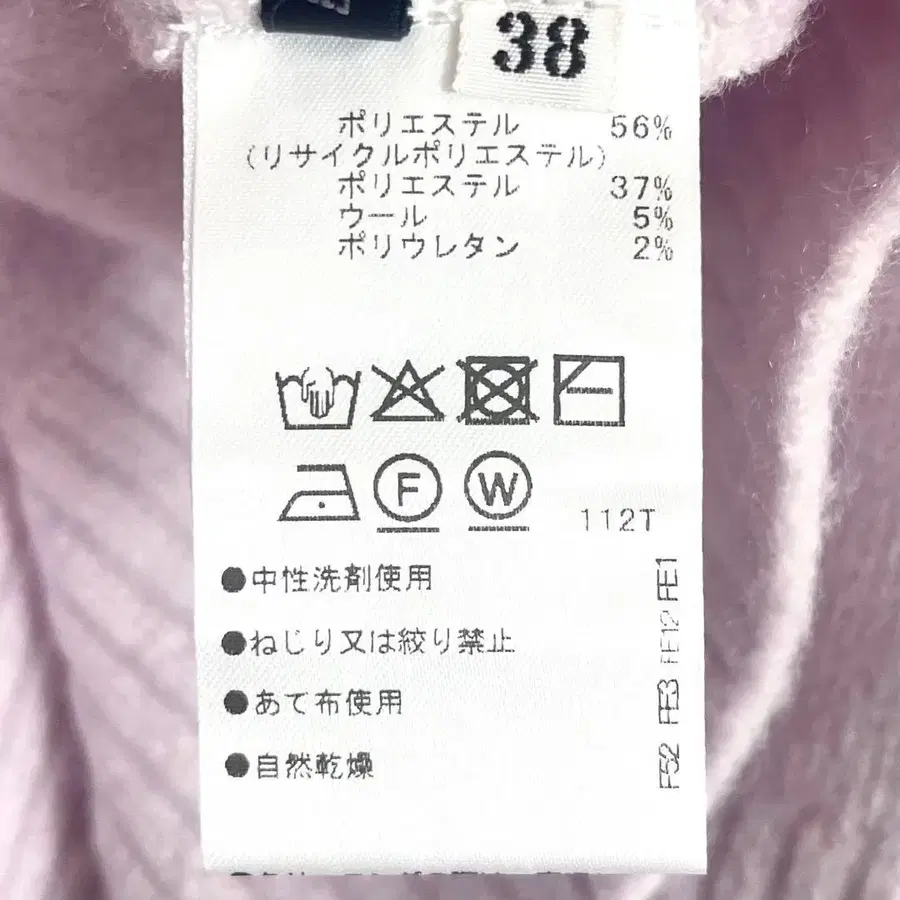 38
ポリエステル 56%
(リサイクルポリエステル)
ポリエステル 37%
ウール 5%
ポリウレタン 2%
F W 112T
●中性洗剤使用
●ねじり又は絞り禁止
●あて布使用
●自然乾燥
FE1
FE12
FE53
F52